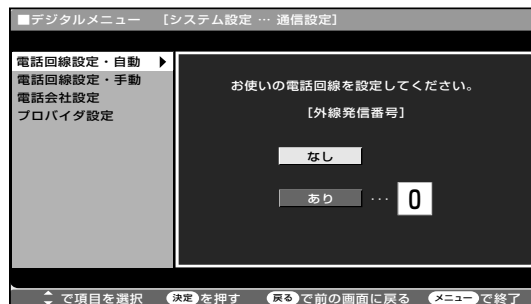 ■デジタルメニュー [システム設定 … 通信設定]
電話回線設定・自動
電話回線設定・手動
電話会社設定
プロバイダ設定
お使いの電話回線を設定してください。
[外線発信番号]
なし
あり … 0
で項目を選択 決定を押す 戻るで前の画面に戻る メニューで終了